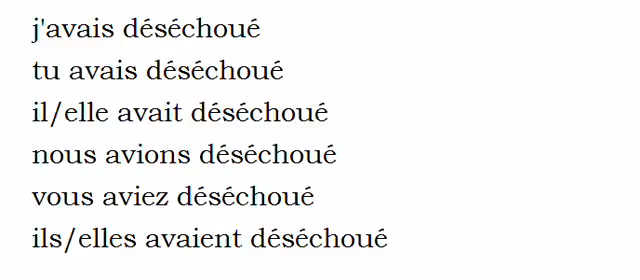 j'avais déséchoué
tu avais déséchoué
il/elle avait déséchoué
nous avions déséchoué
vous aviez déséchoué
ils/elles avaient déséchoué